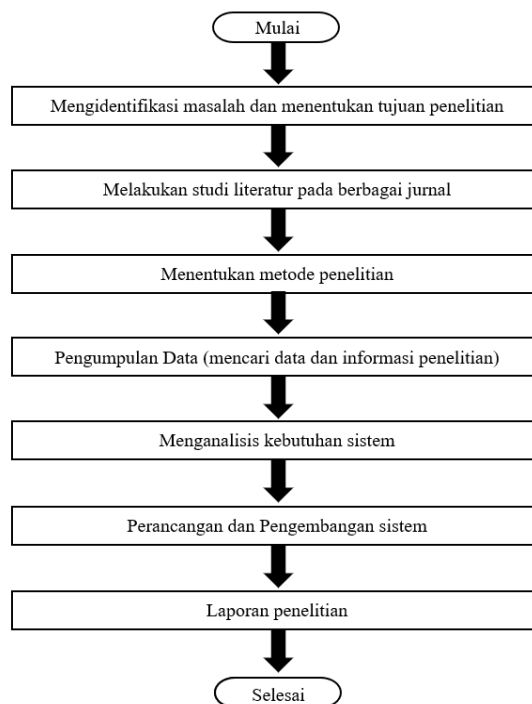 Mulai
Mengidentifikasi masalah dan menentukan tujuan penelitian
Melakukan studi literatur pada berbagai jurnal
Menentukan metode penelitian
Pengumpulan Data (mencari data dan informasi penelitian)
Menganalisis kebutuhan sistem
Perancangan dan Pengembangan sistem
Laporan penelitian
Selesai